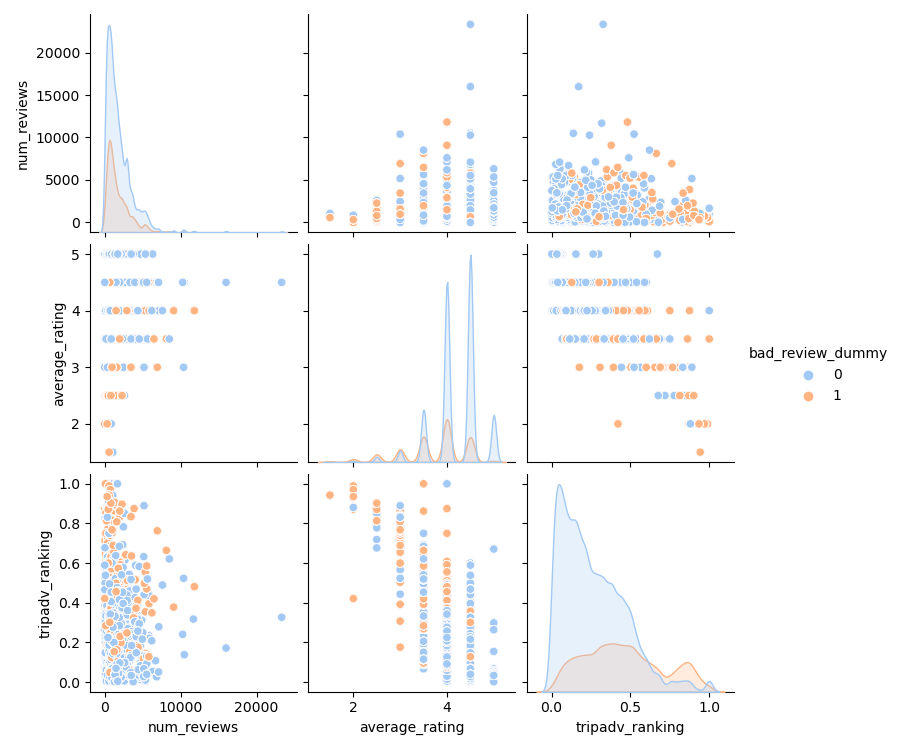 20000
15000
10000
5000
0
num_reviews
5
4
3
2
average_rating
bad_review_dummy
0
1
1.0
0.8
0.6
0.4
0.2
0.0
tripadv_ranking
0 10000 20000
num_reviews
2 4
average_rating
0.0 0.5 1.0
tripadv_ranking